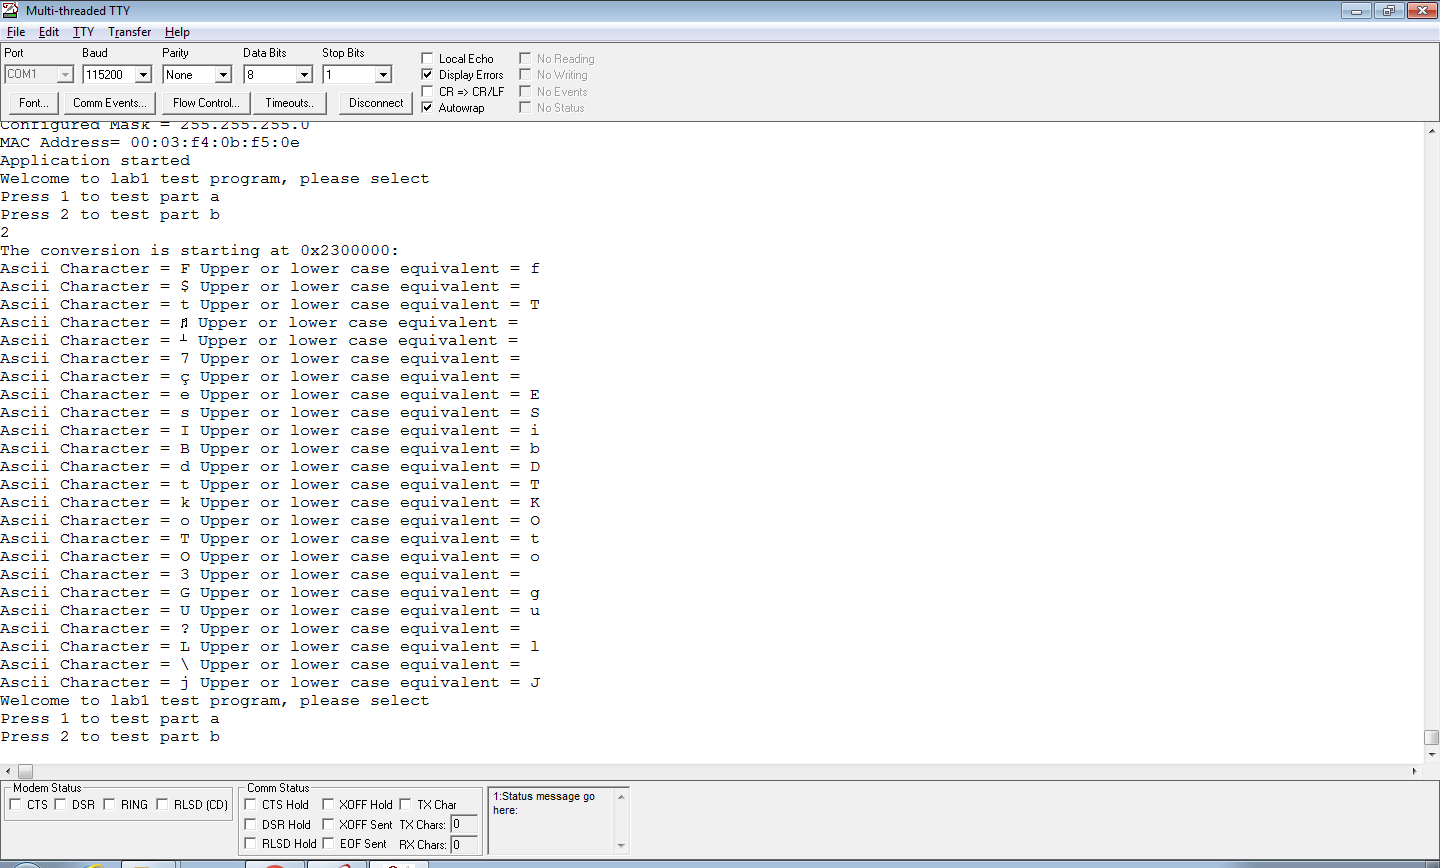 Multi-threaded TTY
File Edit TTY Transfer Help
Port Baud Parity Data Bits Stop Bits
COM1 115200 None 8 1
Font... Comm Events... Flow Control... Timeouts.. Disconnect
Local Echo No Reading
Display Errors No Writing
CR => CR/LF No Events
Autowrap No Status
Configured Mask = 255.255.255.0
MAC Address= 00:03:f4:0b:f5:0e
Application started
Welcome to lab1 test program, please select
Press 1 to test part a
Press 2 to test part b
2
The conversion is starting at 0x2300000:
Ascii Character = F Upper or lower case equivalent = f
Ascii Character = $ Upper or lower case equivalent =
Ascii Character = t Upper or lower case equivalent = T
Ascii Character = ♬ Upper or lower case equivalent =
Ascii Character = ┴ Upper or lower case equivalent =
Ascii Character = 7 Upper or lower case equivalent =
Ascii Character = ç Upper or lower case equivalent =
Ascii Character = e Upper or lower case equivalent = E
Ascii Character = s Upper or lower case equivalent = S
Ascii Character = I Upper or lower case equivalent = i
Ascii Character = B Upper or lower case equivalent = b
Ascii Character = d Upper or lower case equivalent = D
Ascii Character = t Upper or lower case equivalent = T
Ascii Character = k Upper or lower case equivalent = K
Ascii Character = o Upper or lower case equivalent = O
Ascii Character = T Upper or lower case equivalent = t
Ascii Character = O Upper or lower case equivalent = o
Ascii Character = 3 Upper or lower case equivalent =
Ascii Character = G Upper or lower case equivalent = g
Ascii Character = U Upper or lower case equivalent = u
Ascii Character = ? Upper or lower case equivalent =
Ascii Character = L Upper or lower case equivalent = l
Ascii Character = \ Upper or lower case equivalent =
Ascii Character = j Upper or lower case equivalent = J
Welcome to lab1 test program, please select
Press 1 to test part a
Press 2 to test part b
Modem Status
CTS DSR RING RLSD (CD)
Comm Status
CTS Hold XOFF Hold TX Char
DSR Hold XOFF Sent TX Chars: 0
RLSD Hold EOF Sent RX Chars: 0
1:Status message go
here: